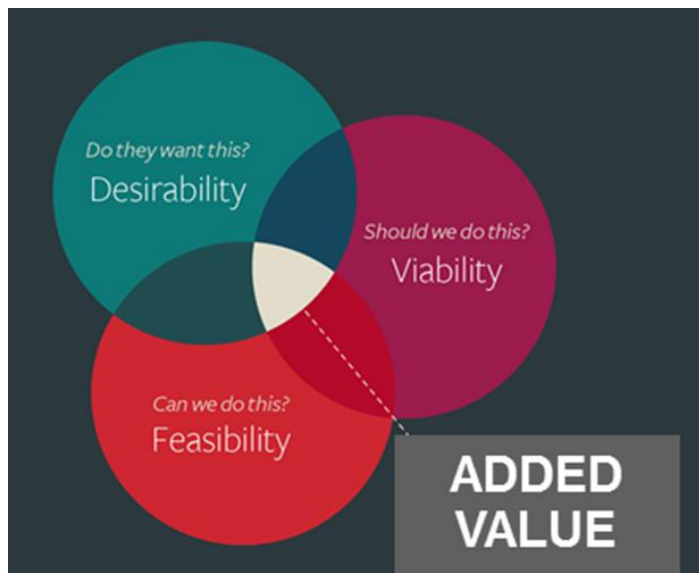 Do they want this?
Desirability
Should we do this?
Viability
Can we do this?
Feasibility
ADDED
VALUE